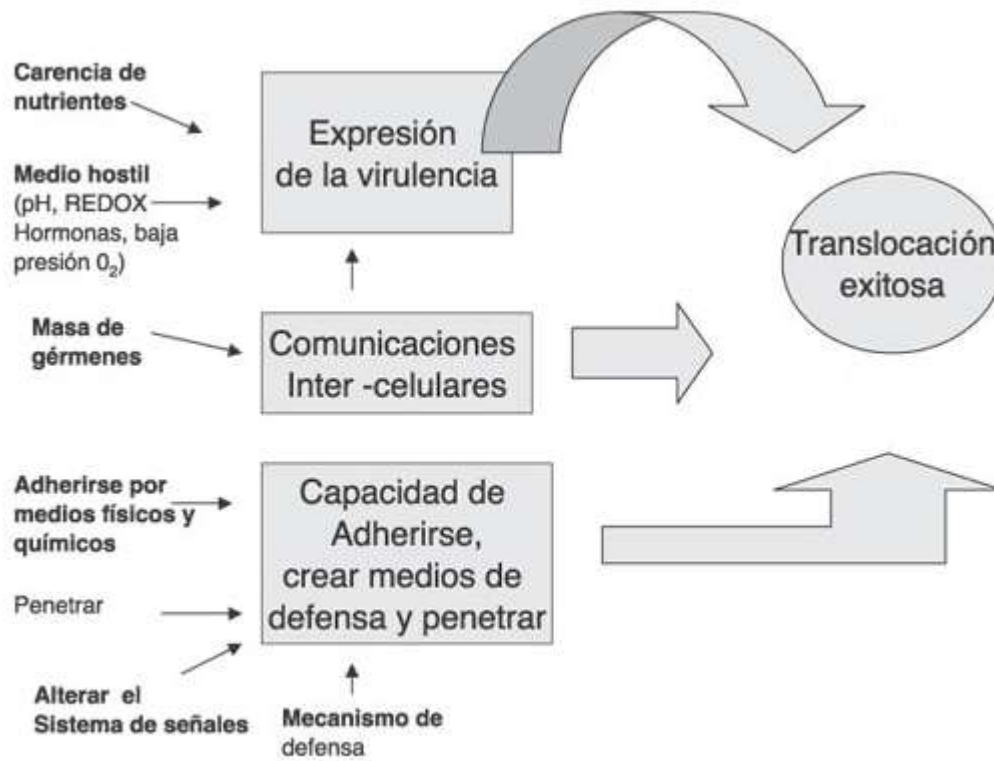 Carencia de
nutrientes
Expresión
de la virulencia
Medio hostil
(pH, REDOX
Hormonas, baja
presión 0₂)
Translocación
exitosa
Masa de
gérmenes
Comunicaciones
Inter -celulares
Adherirse por
medios físicos y
químicos
Capacidad de
Adherirse,
crear medios de
defensa y penetrar
Penetrar
Alterar el
Sistema de señales
Mecanismo de
defensa